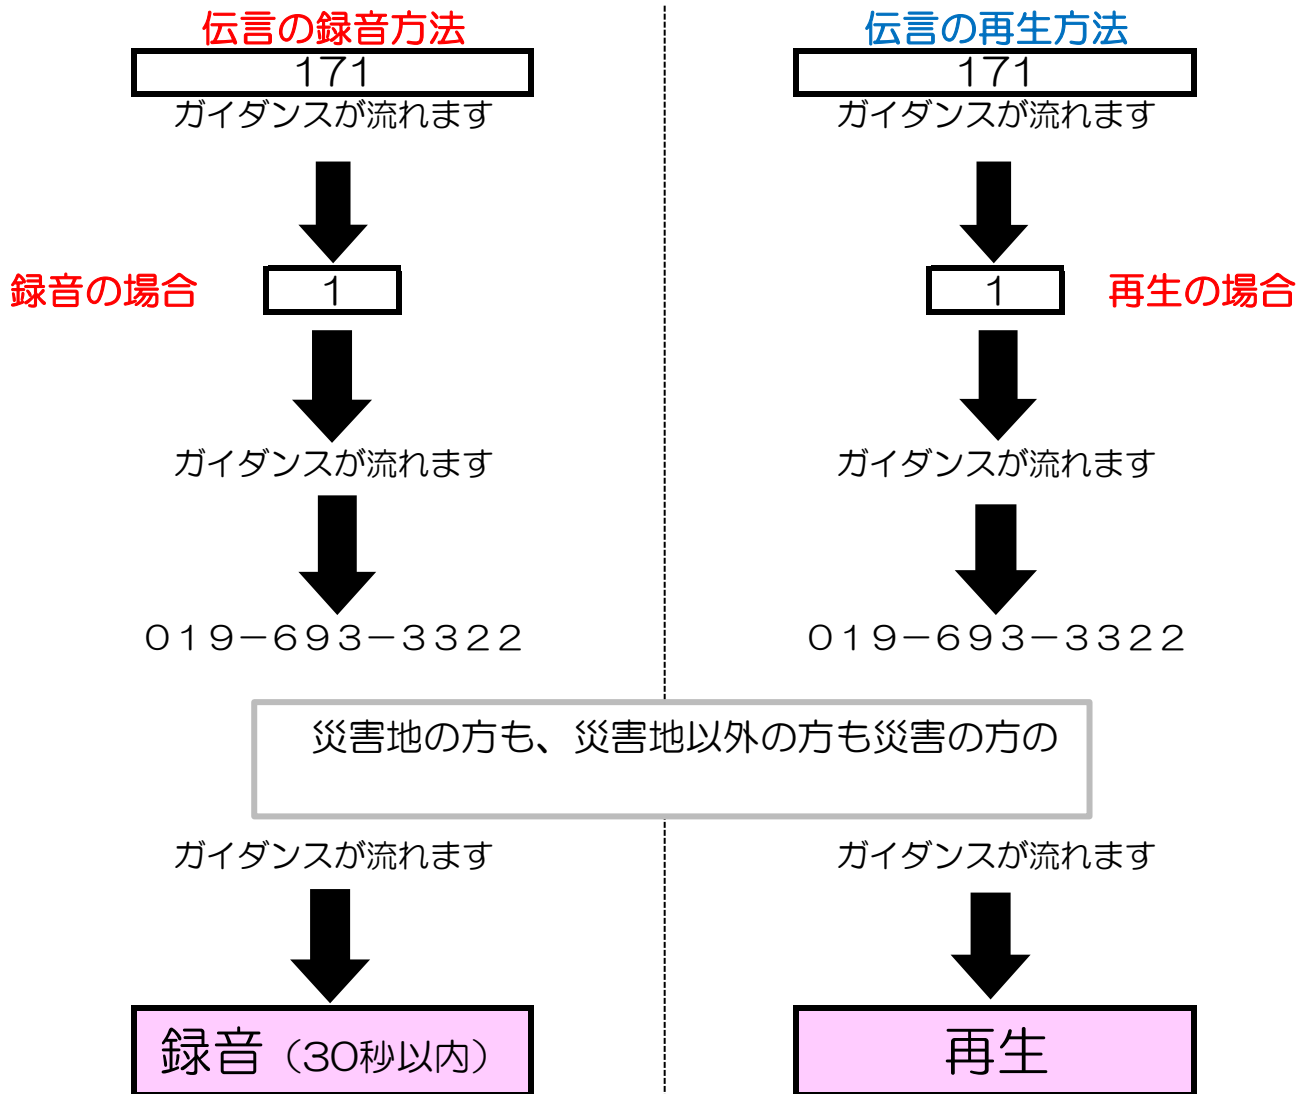 伝言の録音方法
171
ガイダンスが流れます
録音の場合
1
ガイダンスが流れます
019-693-3322
伝言の再生方法
171
ガイダンスが流れます
1
再生の場合
ガイダンスが流れます
019-693-3322
災害地の方も、災害地以外の方も災害の方の
ガイダンスが流れます
録音(30秒以内)
ガイダンスが流れます
再生